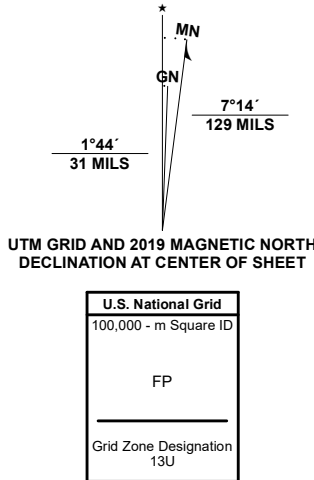 ★
MN
GN
7°14´
129 MILS
1°44´
31 MILS
UTM GRID AND 2019 MAGNETIC NORTH
DECLINATION AT CENTER OF SHEET
U.S. National Grid
100,000 - m Square ID
FP
Grid Zone Designation
13U